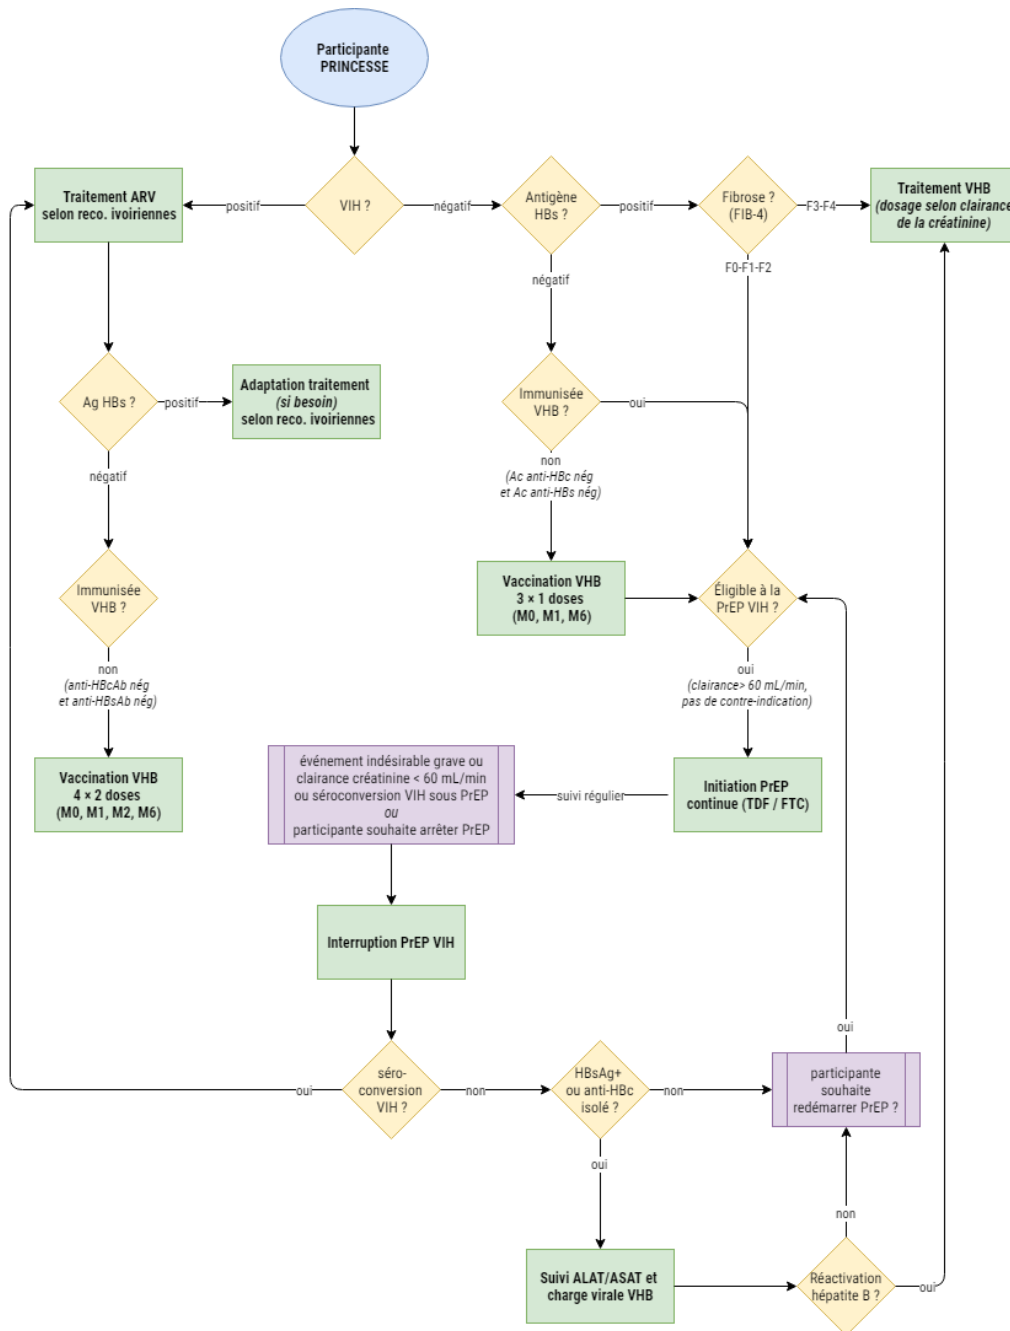 Participante
PRINCESSE
Traitement ARV
selon reco. ivoiriennes
positif
VIH ?
négatif
Antigène
HBs ?
positif
Fibrose ?
(FIB-4)
F3-F4
Traitement VHB
(dosage selon clairance
de la créatinine)
F0-F1-F2
négatif
Ag HBs ?
positif
Adaptation traitement
(si besoin)
selon reco. ivoiriennes
Immunisée
VHB ?
oui
non
(Ac anti-HBc nég
et Ac anti-HBs nég)
négatif
Immunisée
VHB ?
Vaccination VHB
3 × 1 doses
(M0, M1, M6)
Éligible à la
PrEP VIH ?
non
(anti-HBcAb nég
et anti-HBsAb nég)
oui
(clairance> 60 mL/min,
pas de contre-indication)
Vaccination VHB
4 × 2 doses
(M0, M1, M2, M6)
événement indésirable grave ou
clairance créatinine < 60 mL/min
ou séroconversion VIH sous PrEP
ou
participante souhaite arrêter PrEP
suivi régulier
Initiation PrEP
continue (TDF / FTC)
Interruption PrEP VIH
oui
oui
séro-
conversion
VIH ?
non
HBsAg+
ou anti-HBc
isolé ?
non
participante
souhaite
redémarrer PrEP ?
oui
non
Suivi ALAT/ASAT et
charge virale VHB
Réactivation
hépatite B ?
oui